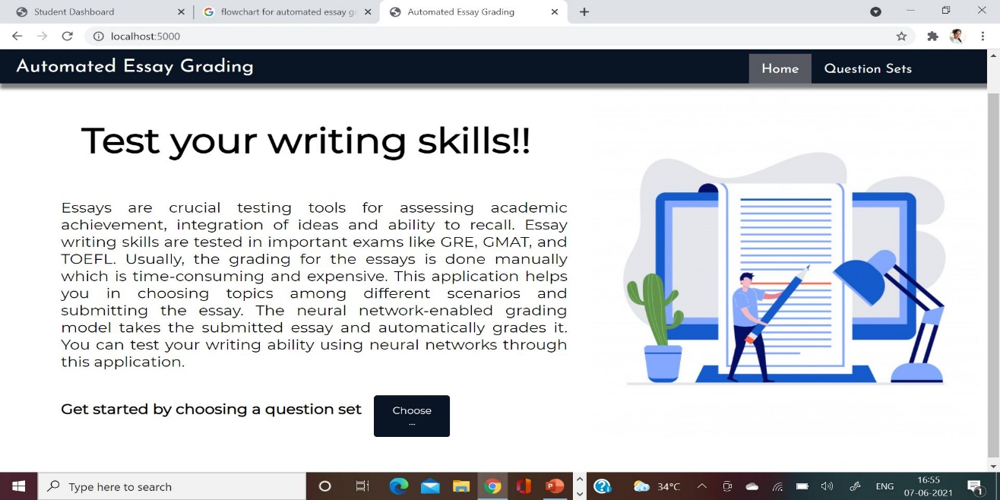 Student Dashboard
flowchart for automated essay gr
Automated Essay Grading
localhost:5000
Automated Essay Grading
Home
Question Sets
Test your writing skills!!
Essays are crucial testing tools for assessing academic
achievement, integration of ideas and ability to recall. Essay
writing skills are tested in important exams like GRE, GMAT, and
TOEFL. Usually, the grading for the essays is done manually
which is time-consuming and expensive. This application helps
you in choosing topics among different scenarios and
submitting the essay. The neural network-enabled grading
model takes the submitted essay and automatically grades it.
You can test your writing ability using neural networks through
this application.
Get started by choosing a question set
Choose
...
Type here to search
34°C
ENG
16:55
07-06-2021
1